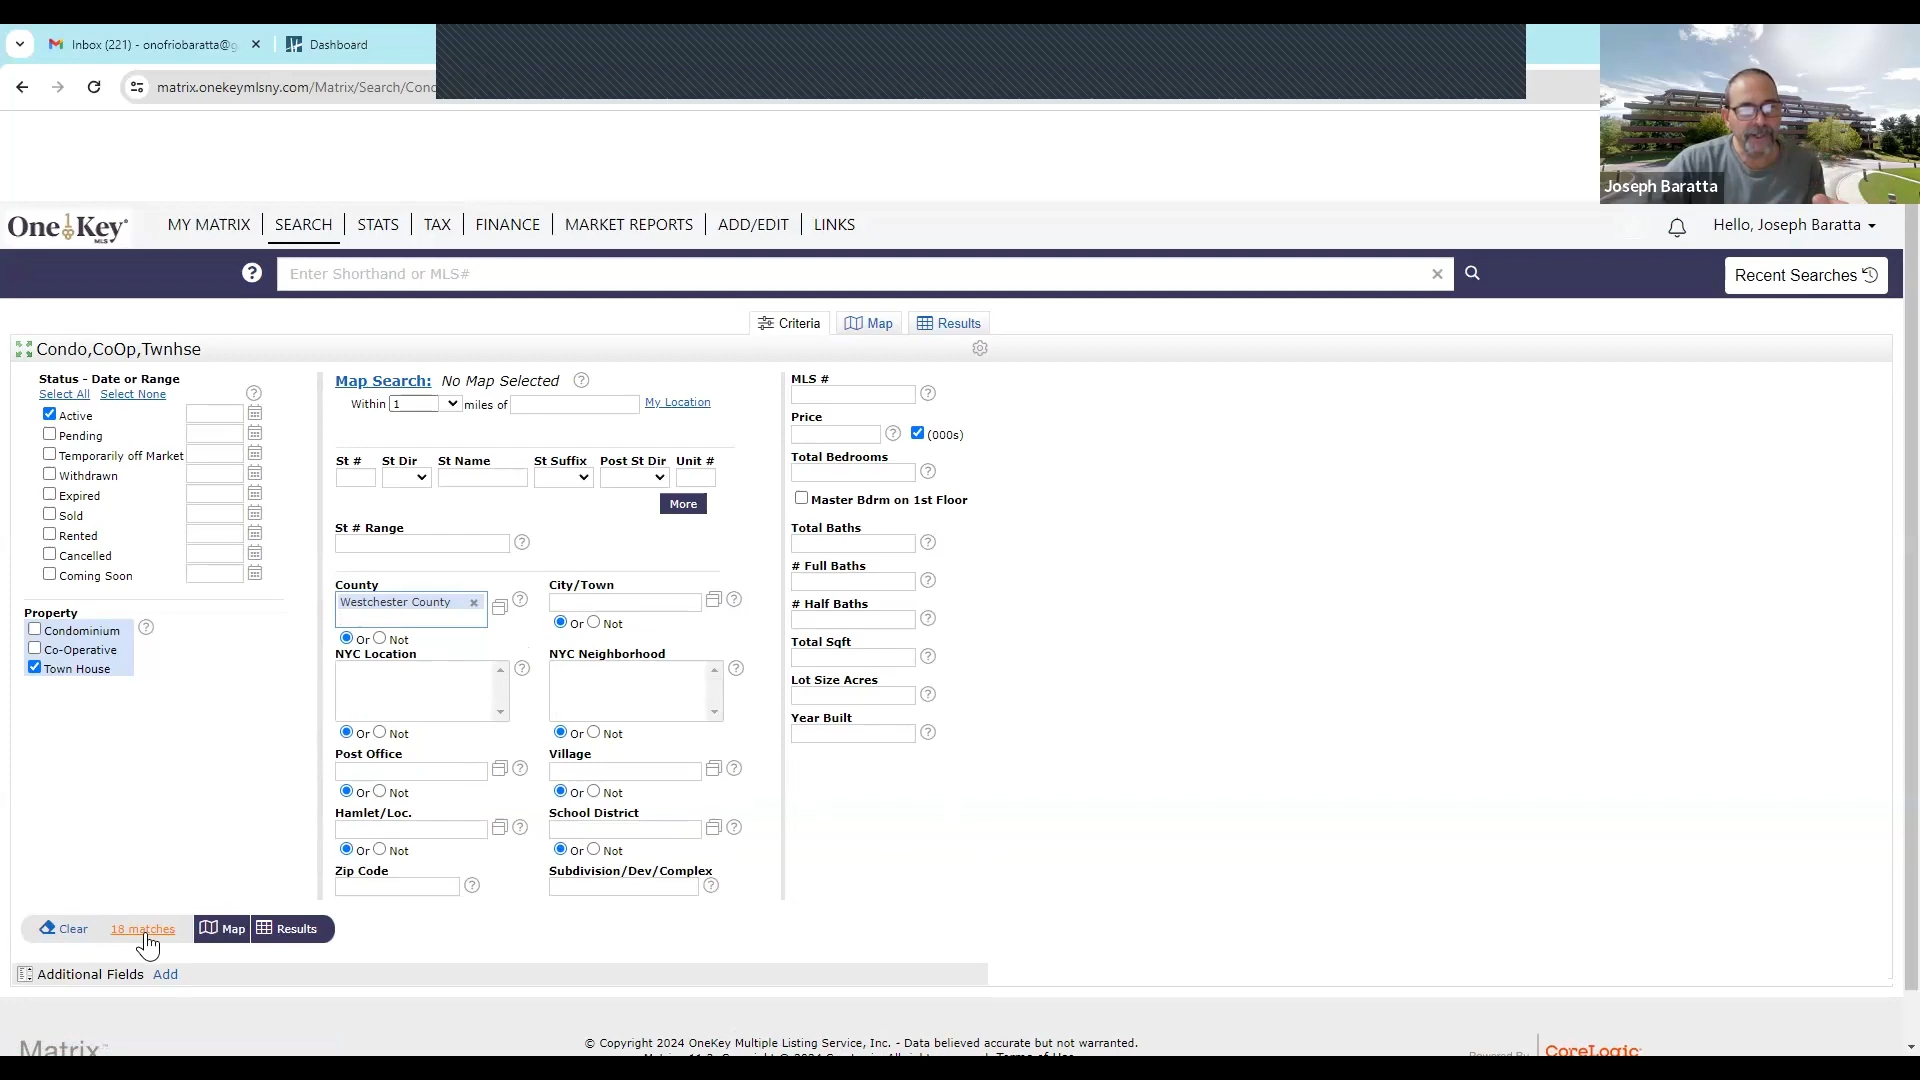 Inbox (221) - onofriobaratta@g
Dashboard
matrix.onekeymlsny.com/Matrix/Search/Cond
Joseph Baratta
One Key MLS
MY MATRIX SEARCH STATS TAX FINANCE MARKET REPORTS ADD/EDIT LINKS
Hello, Joseph Baratta
Enter Shorthand or MLS#
Recent Searches
Criteria Map Results
Condo,CoOp,Twnhse
Status - Date or Range
Select All Select None
Active
Pending
Temporarily off Market
Withdrawn
Expired
Sold
Rented
Cancelled
Coming Soon
Property
Condominium
Co-Operative
Town House
Map Search: No Map Selected
Within 1 miles of My Location
St # St Dir St Name St Suffix Post St Dir Unit #
More
St # Range
County City/Town
Westchester County
Or Not Or Not
NYC Location NYC Neighborhood
Or Not Or Not
Post Office Village
Or Not Or Not
Hamlet/Loc. School District
Or Not Or Not
Zip Code Subdivision/Dev/Complex
MLS #
Price
(000s)
Total Bedrooms
Master Bdrm on 1st Floor
Total Baths
# Full Baths
# Half Baths
Total Sqft
Lot Size Acres
Year Built
Clear 18 matches Map Results
Additional Fields Add
© Copyright 2024 OneKey Multiple Listing Service, Inc. - Data believed accurate but not warranted.
Matrix
Terms of Use
Powered By CoreLogic